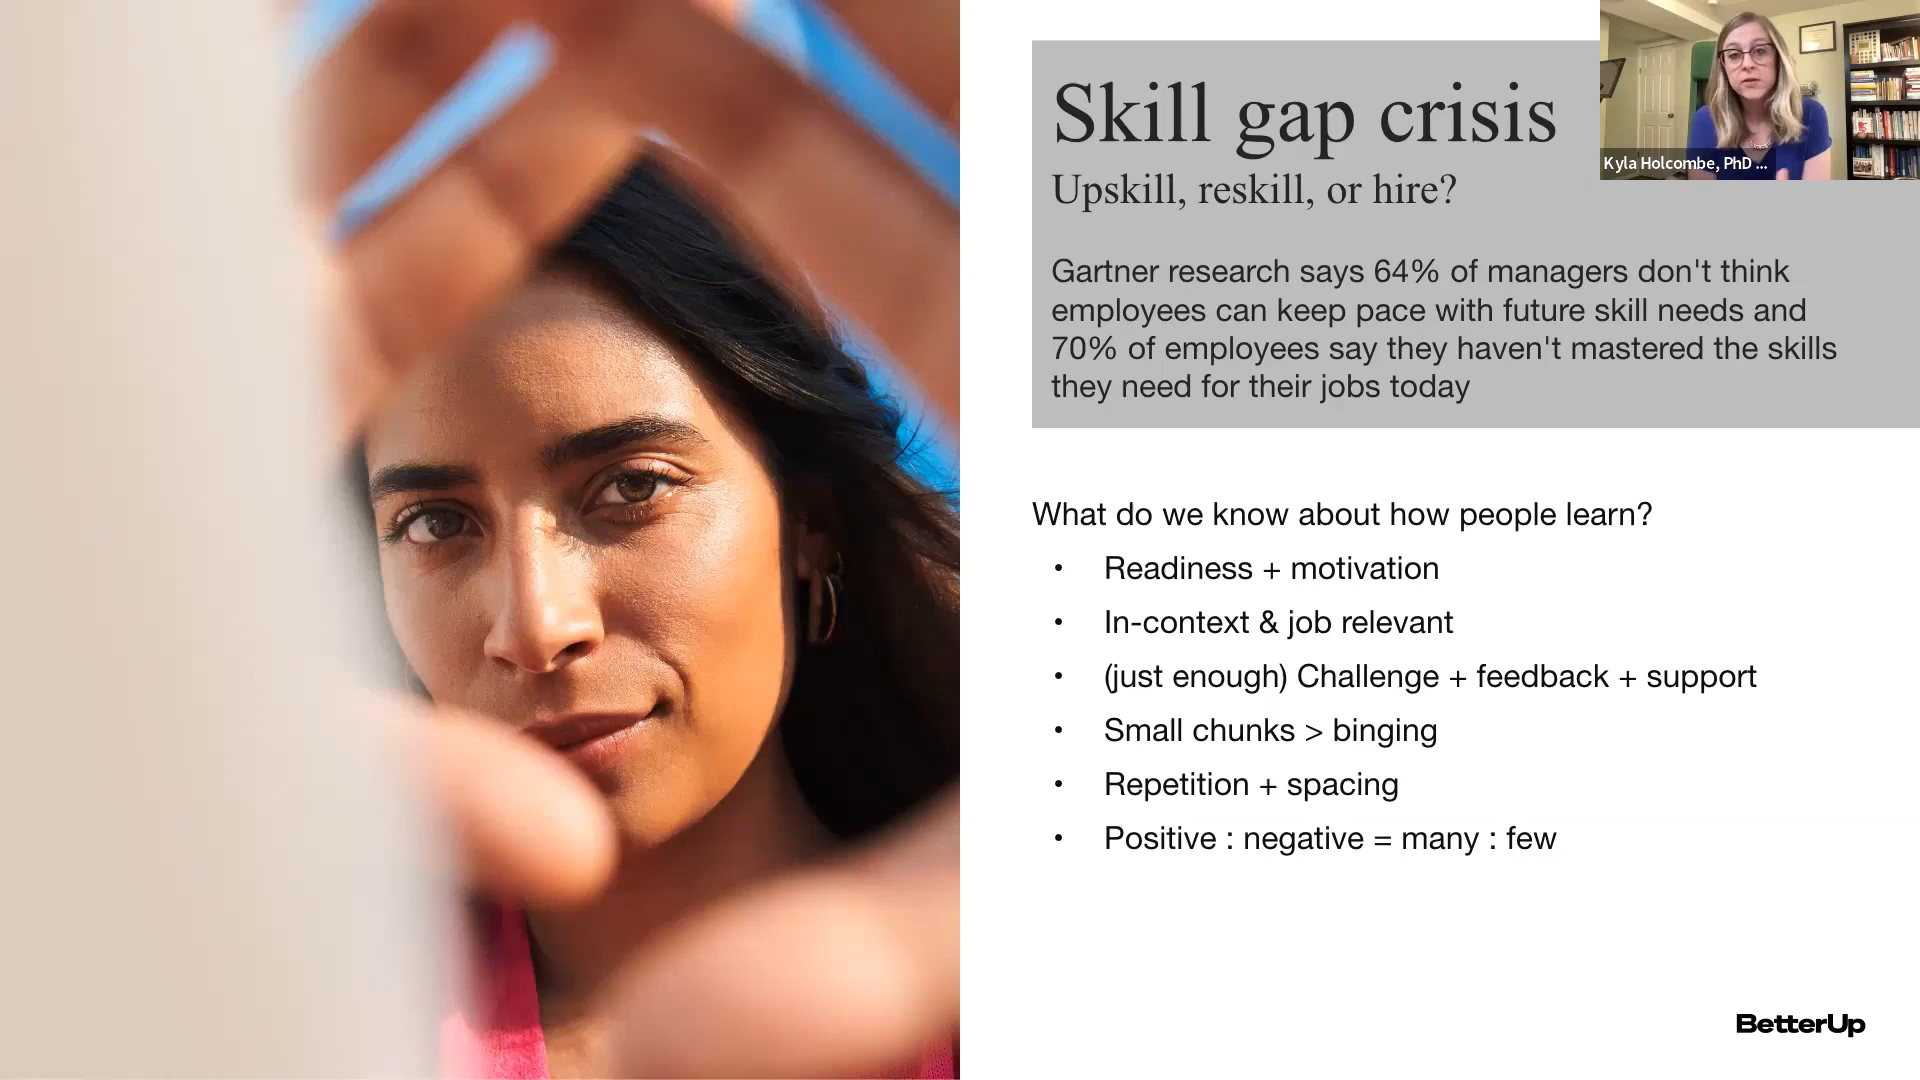 Skill gap crisis
Upskill, reskill, or hire?
Kyla Holcombe, PhD ...
Gartner research says 64% of managers don't think
employees can keep pace with future skill needs and
70% of employees say they haven't mastered the skills
they need for their jobs today
What do we know about how people learn?
• Readiness + motivation
• In-context & job relevant
• (just enough) Challenge + feedback + support
• Small chunks > binging
• Repetition + spacing
• Positive : negative = many : few
BetterUp